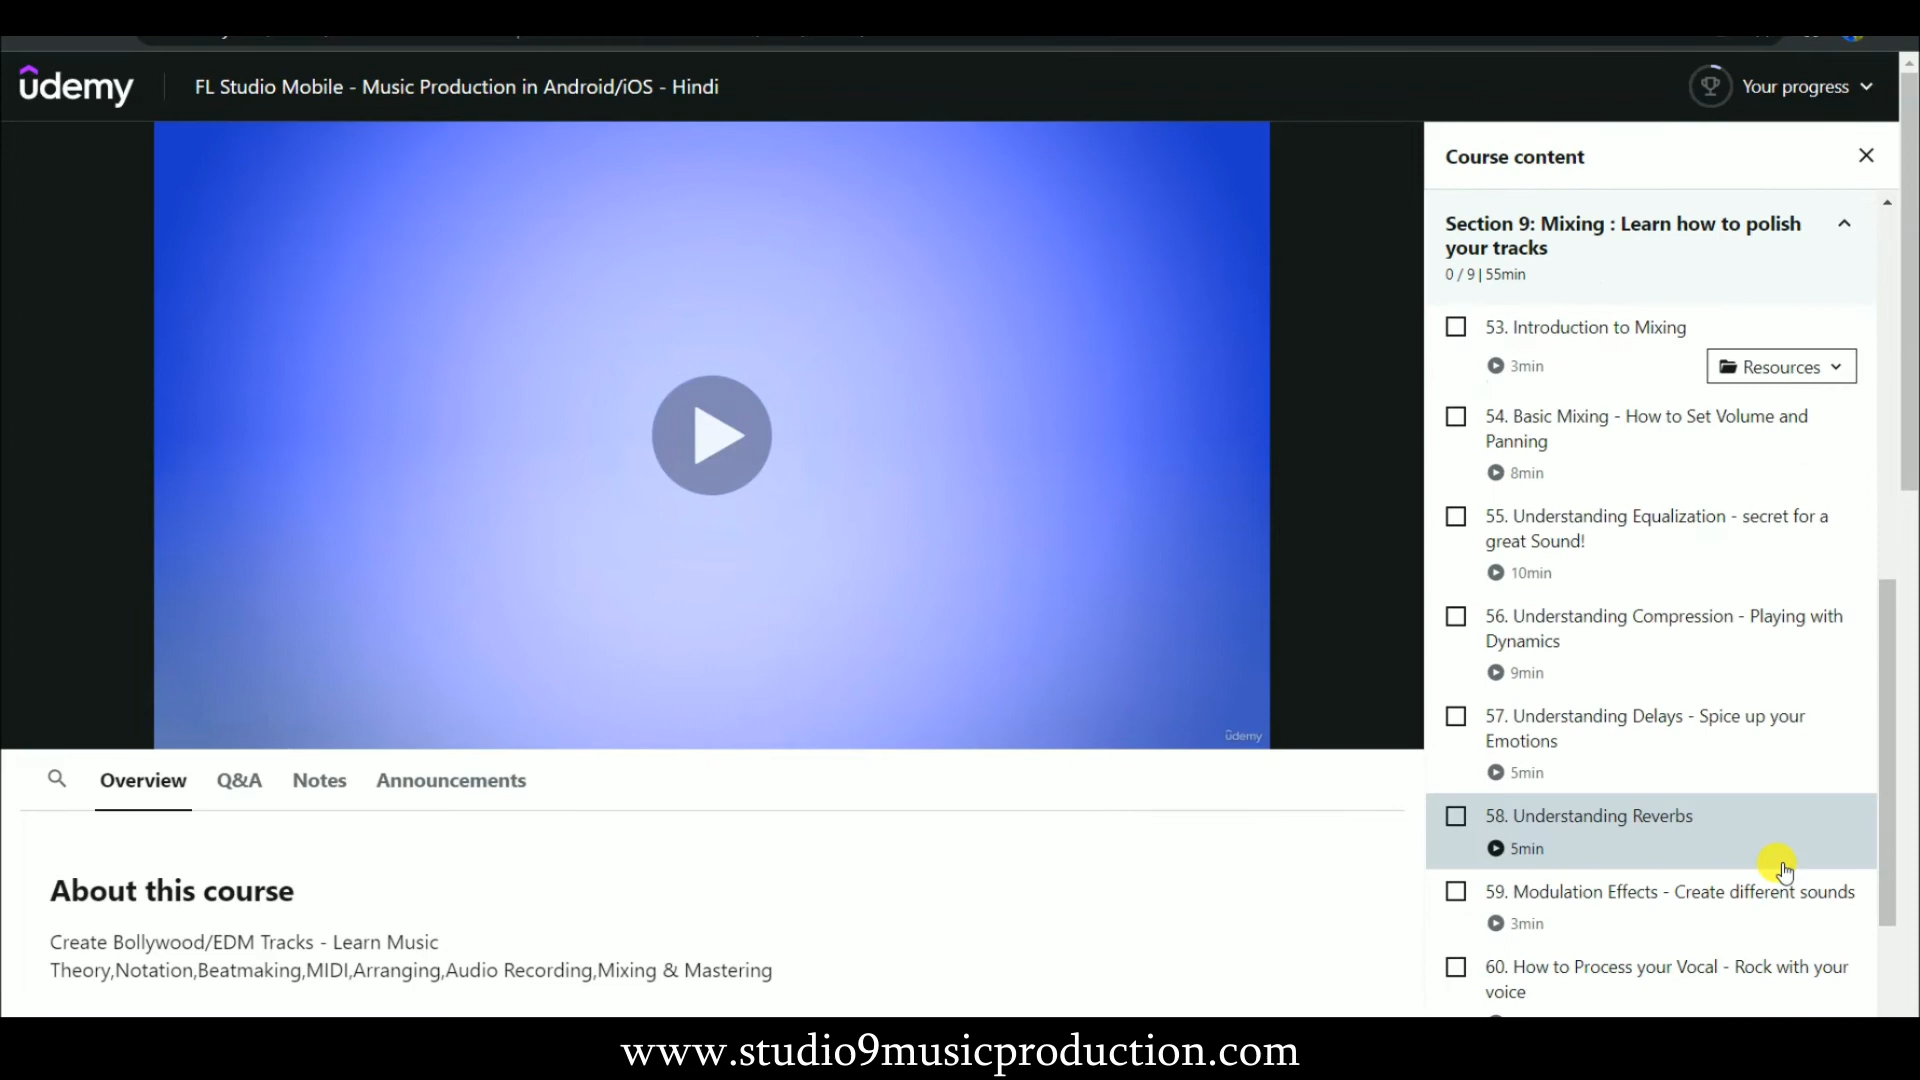 udemy
FL Studio Mobile - Music Production in Android/iOS - Hindi
Your progress
Course content
Section 9: Mixing : Learn how to polish
your tracks
0 / 9 | 55min
53. Introduction to Mixing
3min
Resources
54. Basic Mixing - How to Set Volume and
Panning
8min
55. Understanding Equalization - secret for a
great Sound!
10min
56. Understanding Compression - Playing with
Dynamics
9min
57. Understanding Delays - Spice up your
Emotions
5min
58. Understanding Reverbs
5min
59. Modulation Effects - Create different sounds
3min
60. How to Process your Vocal - Rock with your
voice
udemy
Overview
Q&A
Notes
Announcements
About this course
Create Bollywood/EDM Tracks - Learn Music
Theory,Notation,Beatmaking,MIDI,Arranging,Audio Recording,Mixing & Mastering
www.studio9musicproduction.com